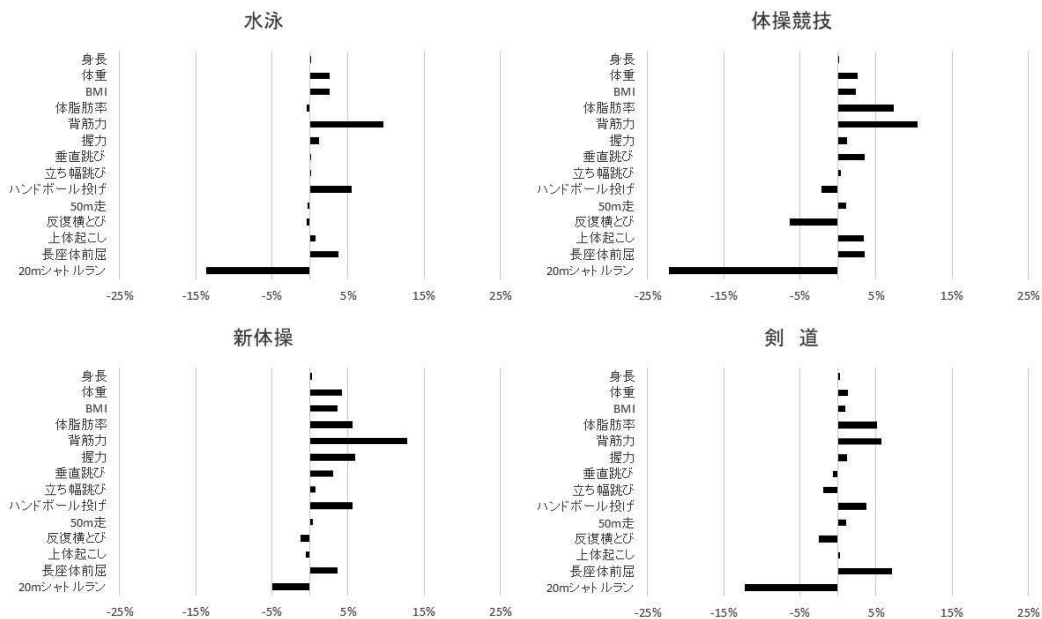 水泳
身長
体重
BMI
体脂肪率
背筋力
握力
垂直跳び
立ち幅跳び
ハンドボール投げ
50m走
反復横とび
上体起こし
長座体前屈
20mシャトルラン
-25% -15% -5% 5% 15% 25%
体操競技
身長
体重
BMI
体脂肪率
背筋力
握力
垂直跳び
立ち幅跳び
ハンドボール投げ
50m走
反復横とび
上体起こし
長座体前屈
20mシャトルラン
-25% -15% -5% 5% 15% 25%
新体操
身長
体重
BMI
体脂肪率
背筋力
握力
垂直跳び
立ち幅跳び
ハンドボール投げ
50m走
反復横とび
上体起こし
長座体前屈
20mシャトルラン
-25% -15% -5% 5% 15% 25%
剣 道
身長
体重
BMI
体脂肪率
背筋力
握力
垂直跳び
立ち幅跳び
ハンドボール投げ
50m走
反復横とび
上体起こし
長座体前屈
20mシャトルラン
-25% -15% -5% 5% 15% 25%